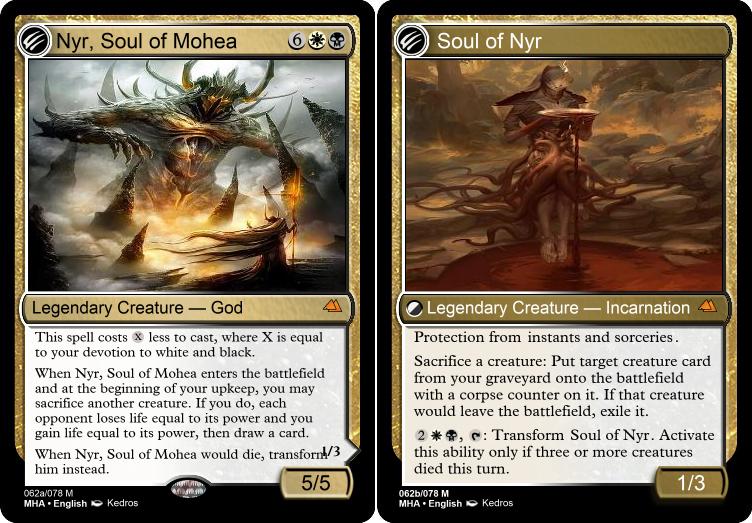 Nyr, Soul of Mohea 6
Legendary Creature — God
This spell costs X less to cast, where X is equal
to your devotion to white and black.
When Nyr, Soul of Mohea enters the battlefield
and at the beginning of your upkeep, you may
sacrifice another creature. If you do, each
opponent loses life equal to its power and you
gain life equal to its power, then draw a card.
When Nyr, Soul of Mohea would die, transform
him instead.
1/3
5/5
062a/078 M
MHA • English Kedros
Soul of Nyr
Legendary Creature — Incarnation
Protection from instants and sorceries.
Sacrifice a creature: Put target creature card
from your graveyard onto the battlefield
with a corpse counter on it. If that creature
would leave the battlefield, exile it.
2 , : Transform Soul of Nyr. Activate
this ability only if three or more creatures
died this turn.
1/3
062b/078 M
MHA • English Kedros